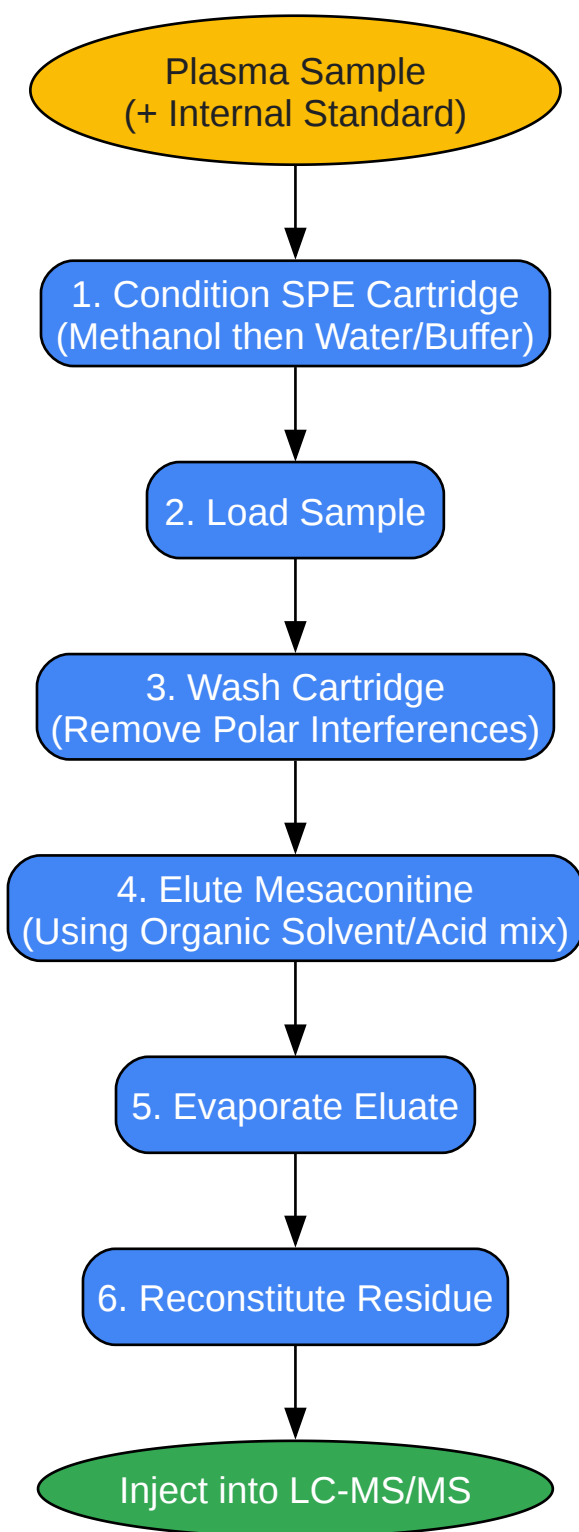 Plasma Sample
(+ Internal Standard)
1. Condition SPE Cartridge
(Methanol then Water/Buffer)
2. Load Sample
3. Wash Cartridge
(Remove Polar Interferences)
4. Elute Mesaconitine
(Using Organic Solvent/Acid mix)
5. Evaporate Eluate
6. Reconstitute Residue
Inject into LC-MS/MS